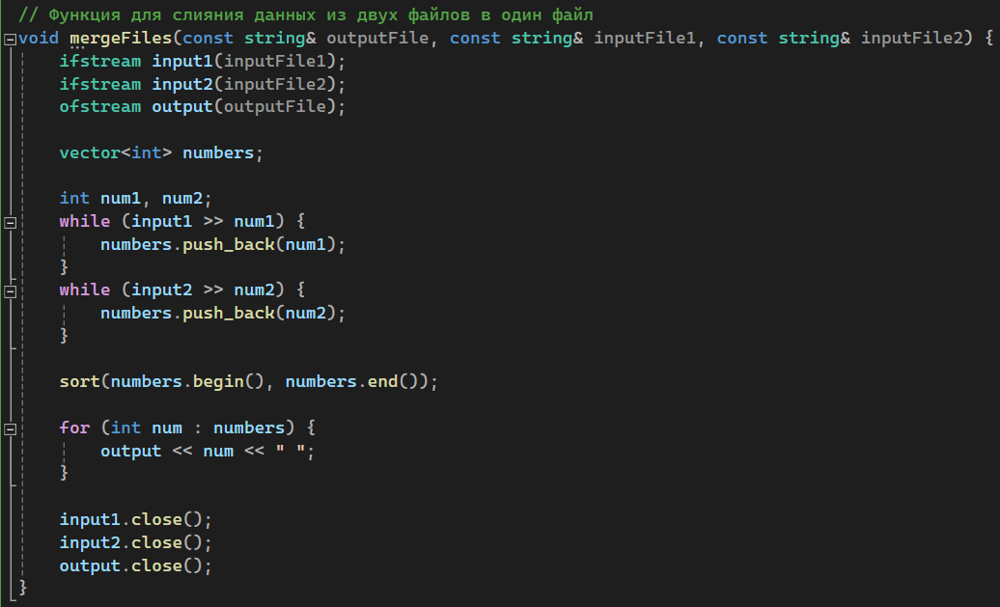 // Функция для слияния данных из двух файлов в один файл
void mergeFiles(const string& outputFile, const string& inputFile1, const string& inputFile2) {
    ifstream input1(inputFile1);
    ifstream input2(inputFile2);
    ofstream output(outputFile);

    vector<int> numbers;

    int num1, num2;
    while (input1 >> num1) {
        numbers.push_back(num1);
    }
    while (input2 >> num2) {
        numbers.push_back(num2);
    }

    sort(numbers.begin(), numbers.end());

    for (int num : numbers) {
        output << num << " ";
    }

    input1.close();
    input2.close();
    output.close();
}